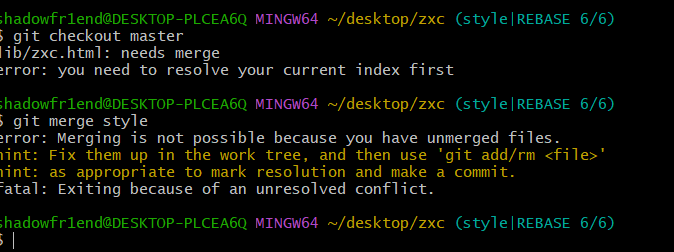 shadowfr1end@DESKTOP-PLCEA6Q MINGW64 ~/desktop/zxc (style|REBASE 6/6)
$ git checkout master
lib/zxc.html: needs merge
error: you need to resolve your current index first
shadowfr1end@DESKTOP-PLCEA6Q MINGW64 ~/desktop/zxc (style|REBASE 6/6)
$ git merge style
error: Merging is not possible because you have unmerged files.
hint: Fix them up in the work tree, and then use 'git add/rm <file>'
hint: as appropriate to mark resolution and make a commit.
fatal: Exiting because of an unresolved conflict.
shadowfr1end@DESKTOP-PLCEA6Q MINGW64 ~/desktop/zxc (style|REBASE 6/6)
$